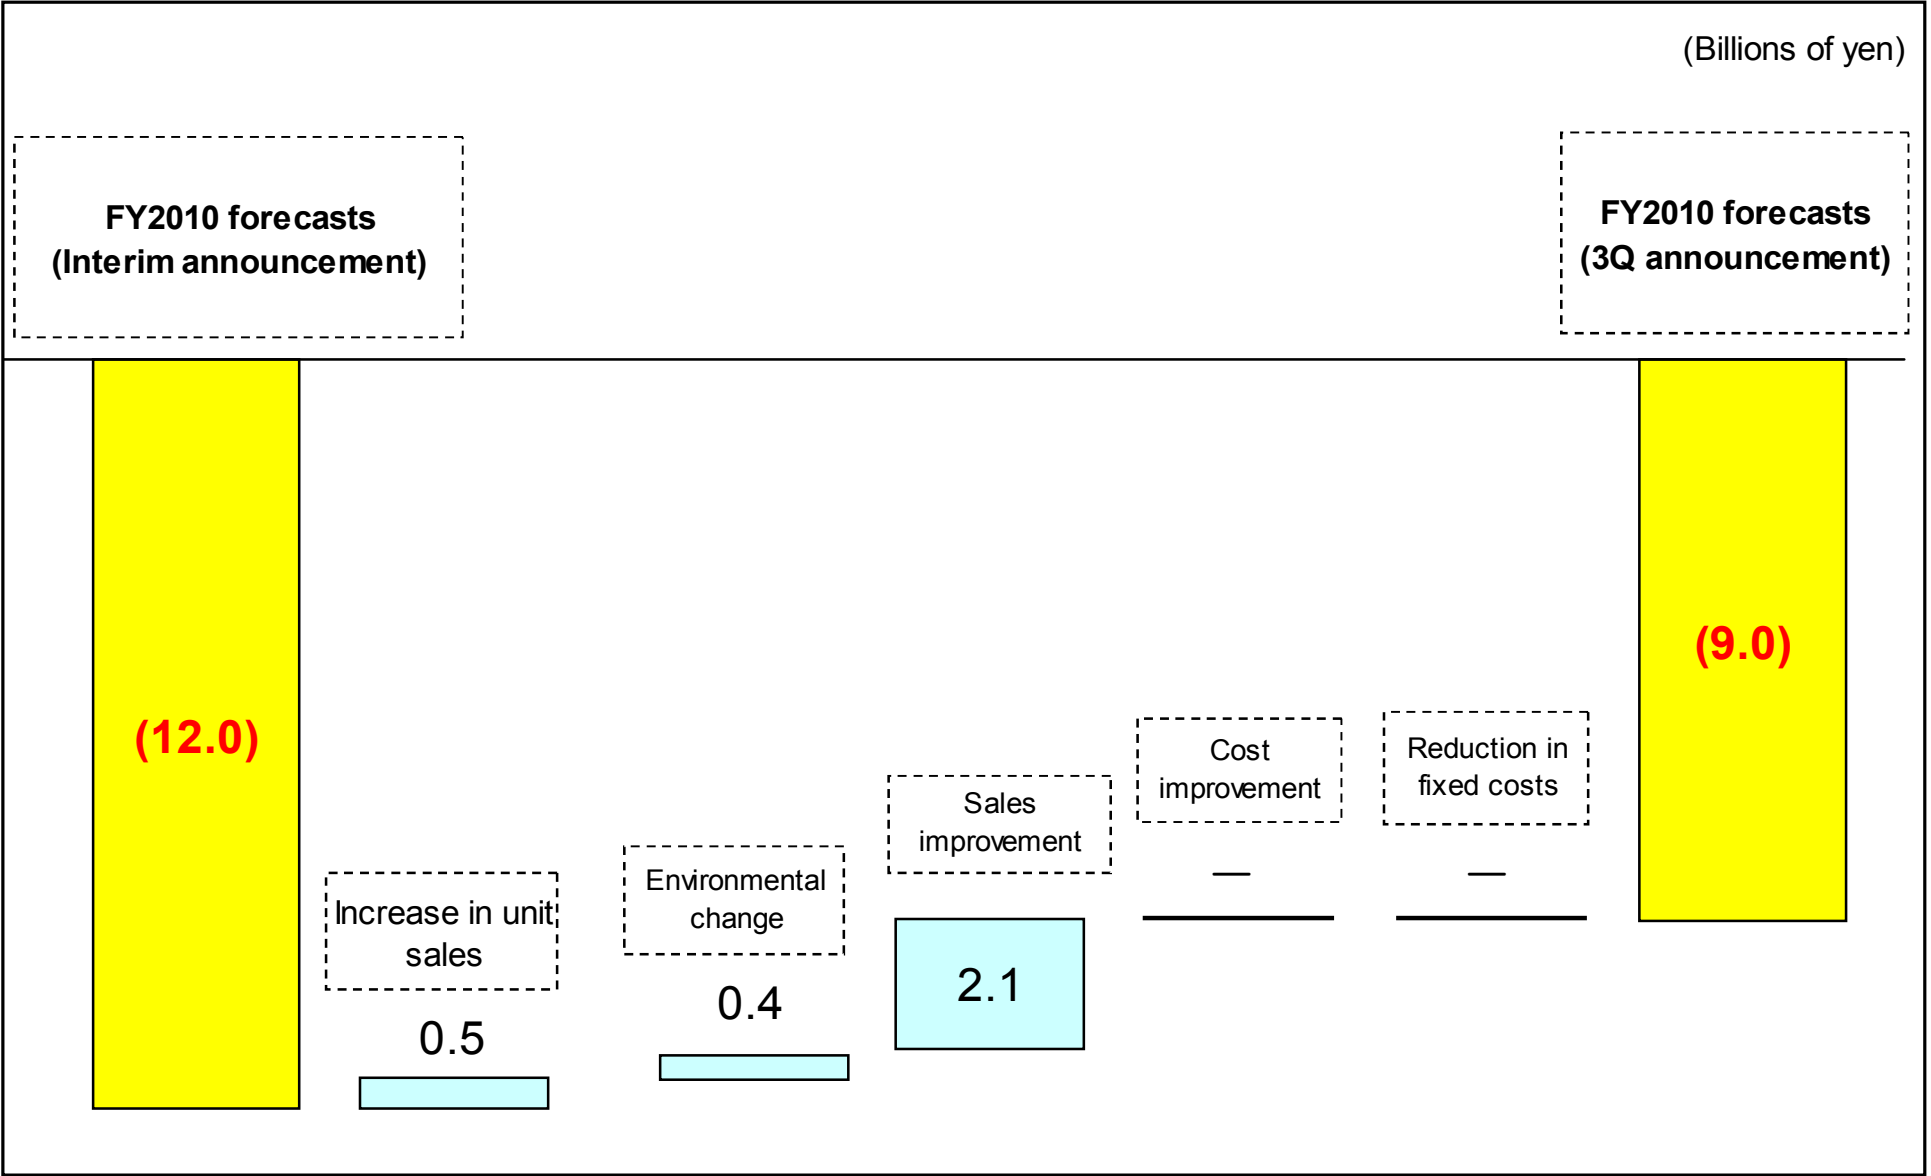 (Billions of yen)
FY2010 forecasts
(Interim announcement)
FY2010 forecasts
(3Q announcement)
(12.0)
Increase in unit
sales
0.5
Environmental
change
0.4
Sales
improvement
2.1
Cost
improvement
—
Reduction in
fixed costs
—
(9.0)